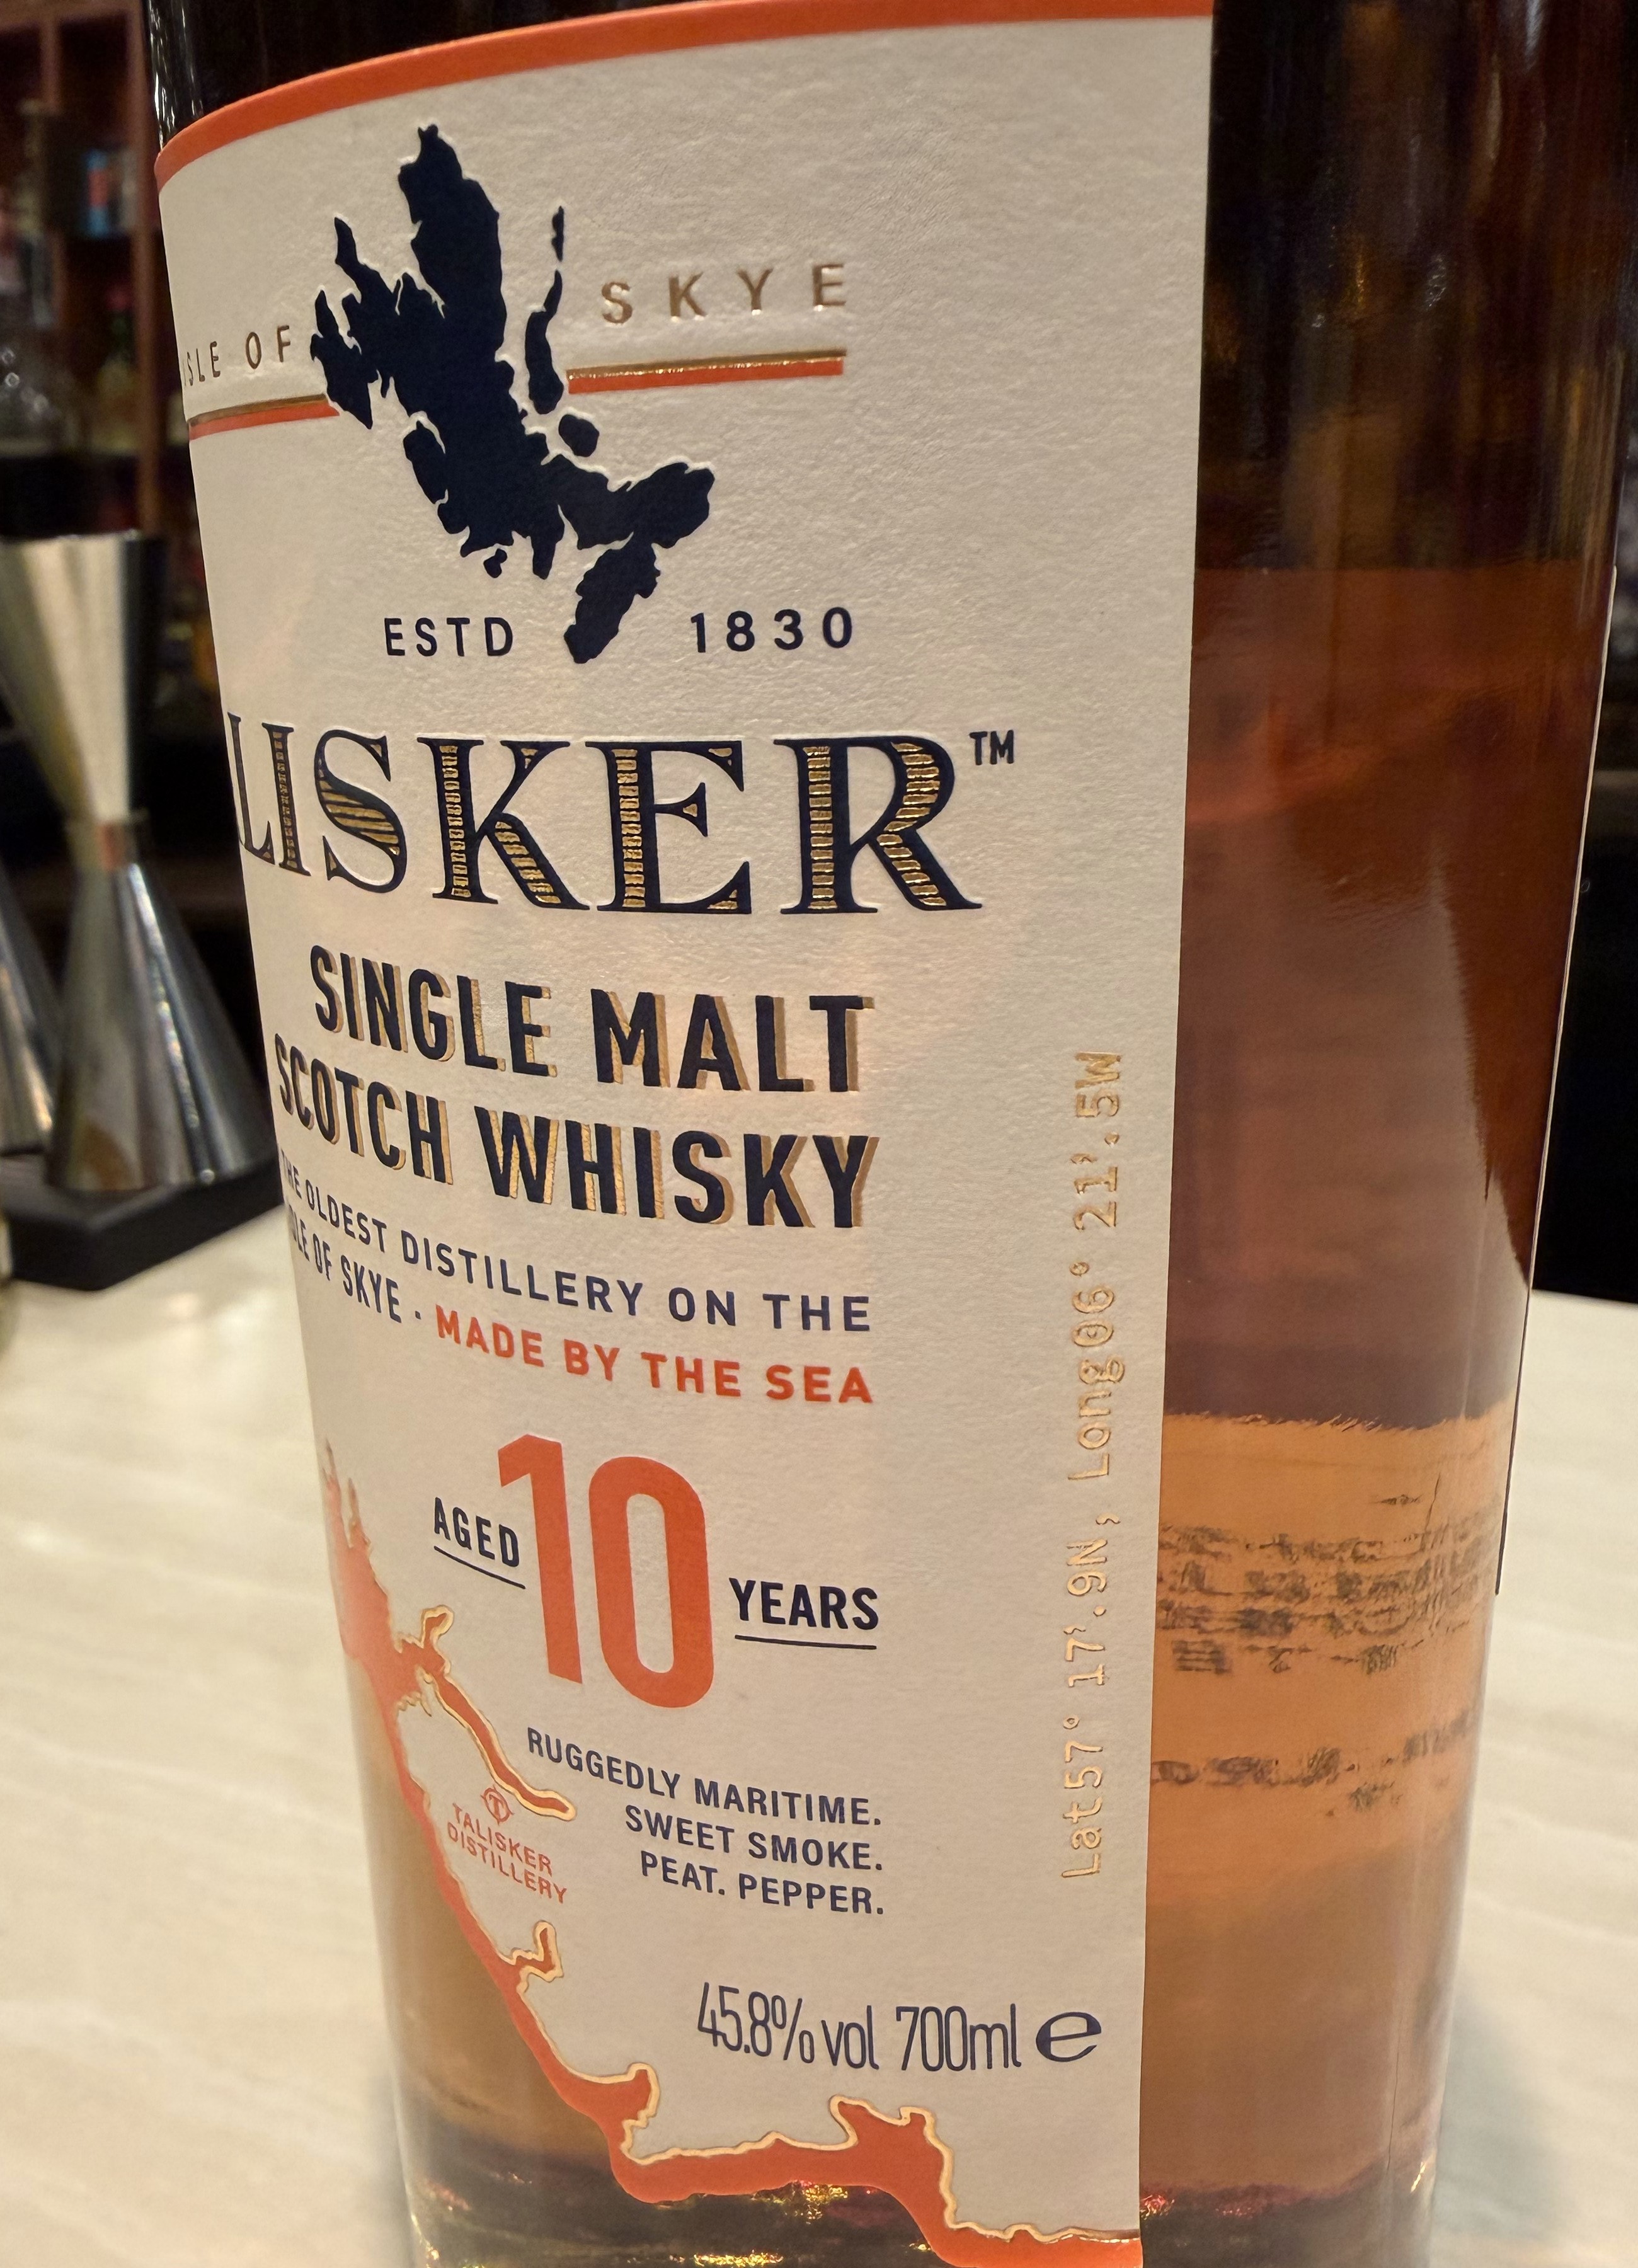 ISLE OF SKYE
ESTD 1830
LISKER™
SINGLE MALT
SCOTCH WHISKY
THE OLDEST DISTILLERY ON THE
ISLE OF SKYE · MADE BY THE SEA
AGED 10 YEARS
RUGGEDLY MARITIME.
SWEET SMOKE.
PEAT. PEPPER.
T
TALISKER
DISTILLERY
45.8% vol 700ml e
Lat57° 17'.9N, Long06° 21'.5W